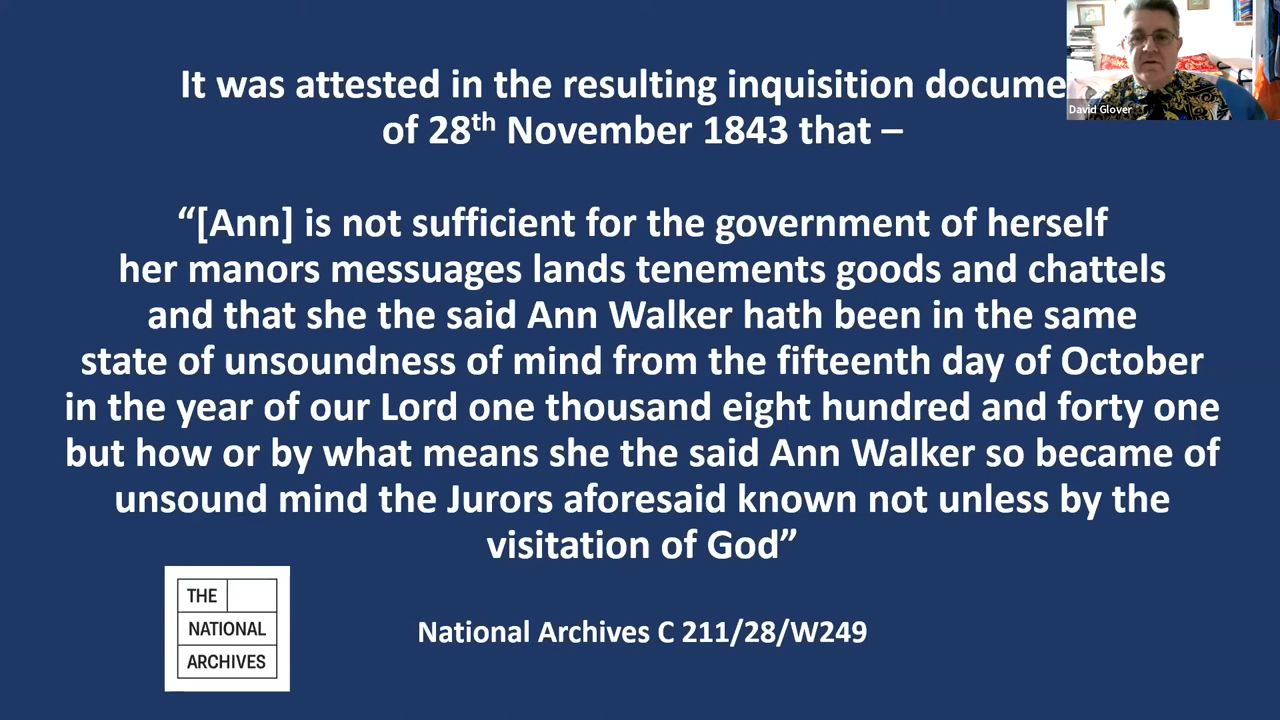 It was attested in the resulting inquisition docume
of 28th November 1843 that –
“[Ann] is not sufficient for the government of herself
her manors messuages lands tenements goods and chattels
and that she the said Ann Walker hath been in the same
state of unsoundness of mind from the fifteenth day of October
in the year of our Lord one thousand eight hundred and forty one
but how or by what means she the said Ann Walker so became of
unsound mind the Jurors aforesaid known not unless by the
visitation of God”
National Archives C 211/28/W249
THE
NATIONAL
ARCHIVES
David Glover